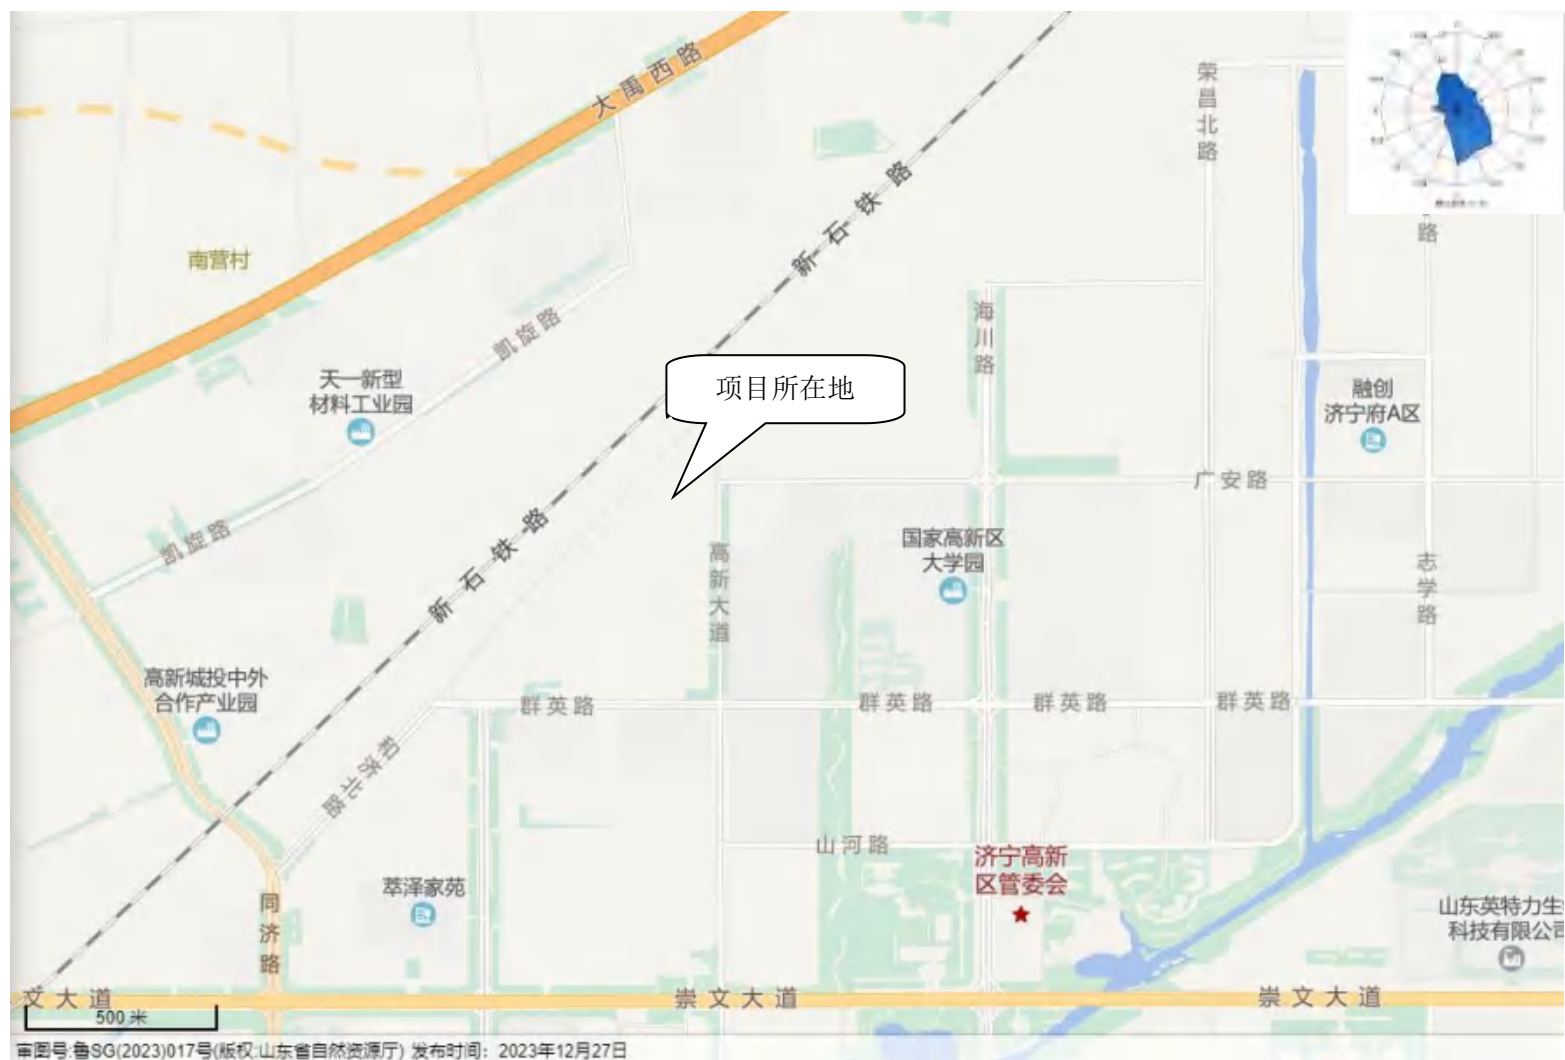 大禹西路
荣昌北路
路
新石铁路
南营村
海川路
凯旋路
天一新型
材料工业园
项目所在地
融创
济宁府A区
广安路
凯旋路
新石铁路
国家高新区
大学园
高新大道
志学路
高新城投中外
合作产业园
群英路
群英路
群英路
群英路
和济北路
山河路
济宁高新
区管委会
萃泽家苑
同济路
山东英特力生
科技有限公司
文大道
崇文大道
崇文大道
500 米
审图号:鲁SG(2023)017号(版权:山东省自然资源厅) 发布时间：2023年12月27日